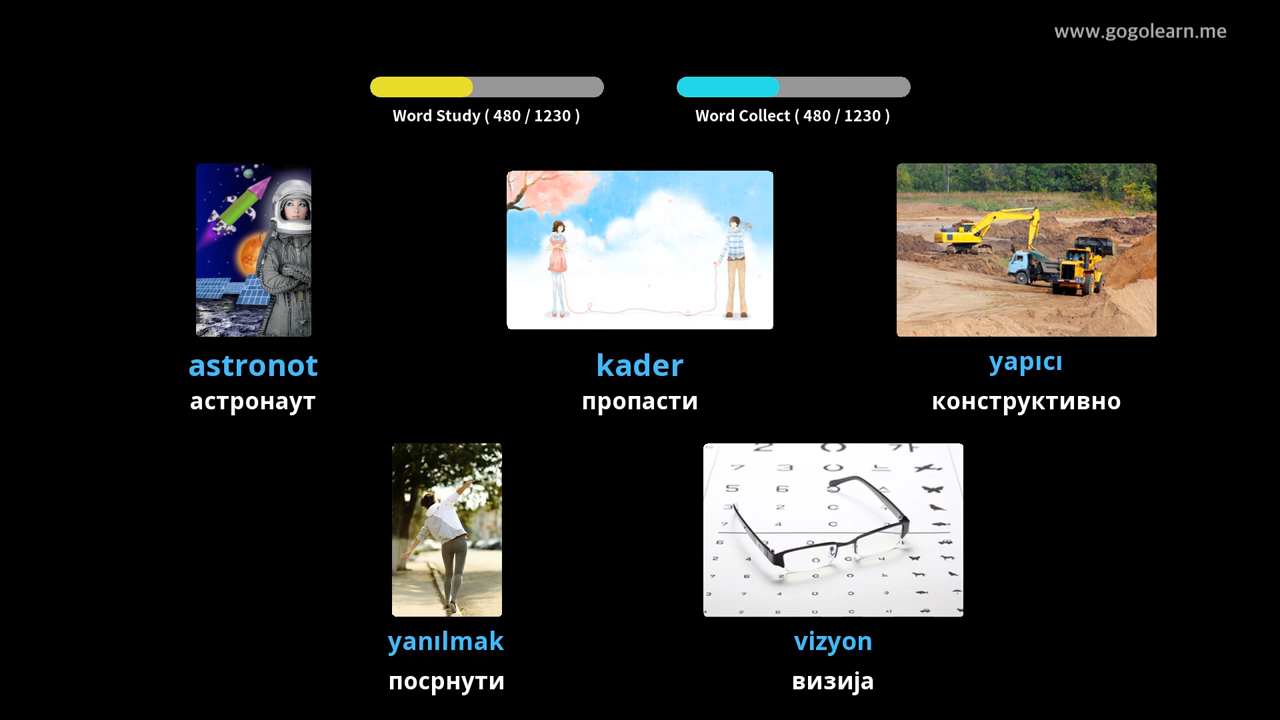 www.gogolearn.me
Word Study ( 480 / 1230 )
Word Collect ( 480 / 1230 )
astronot
астронаут
kader
пропасти
yapıcı
конструктивно
yanılmak
посрнути
vizyon
визија